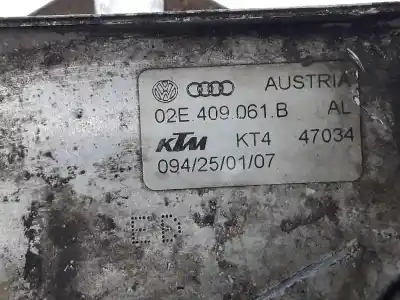 AUSTRIA
02E.409.061.B AL
KTM KT4 47034
094/25/01/07